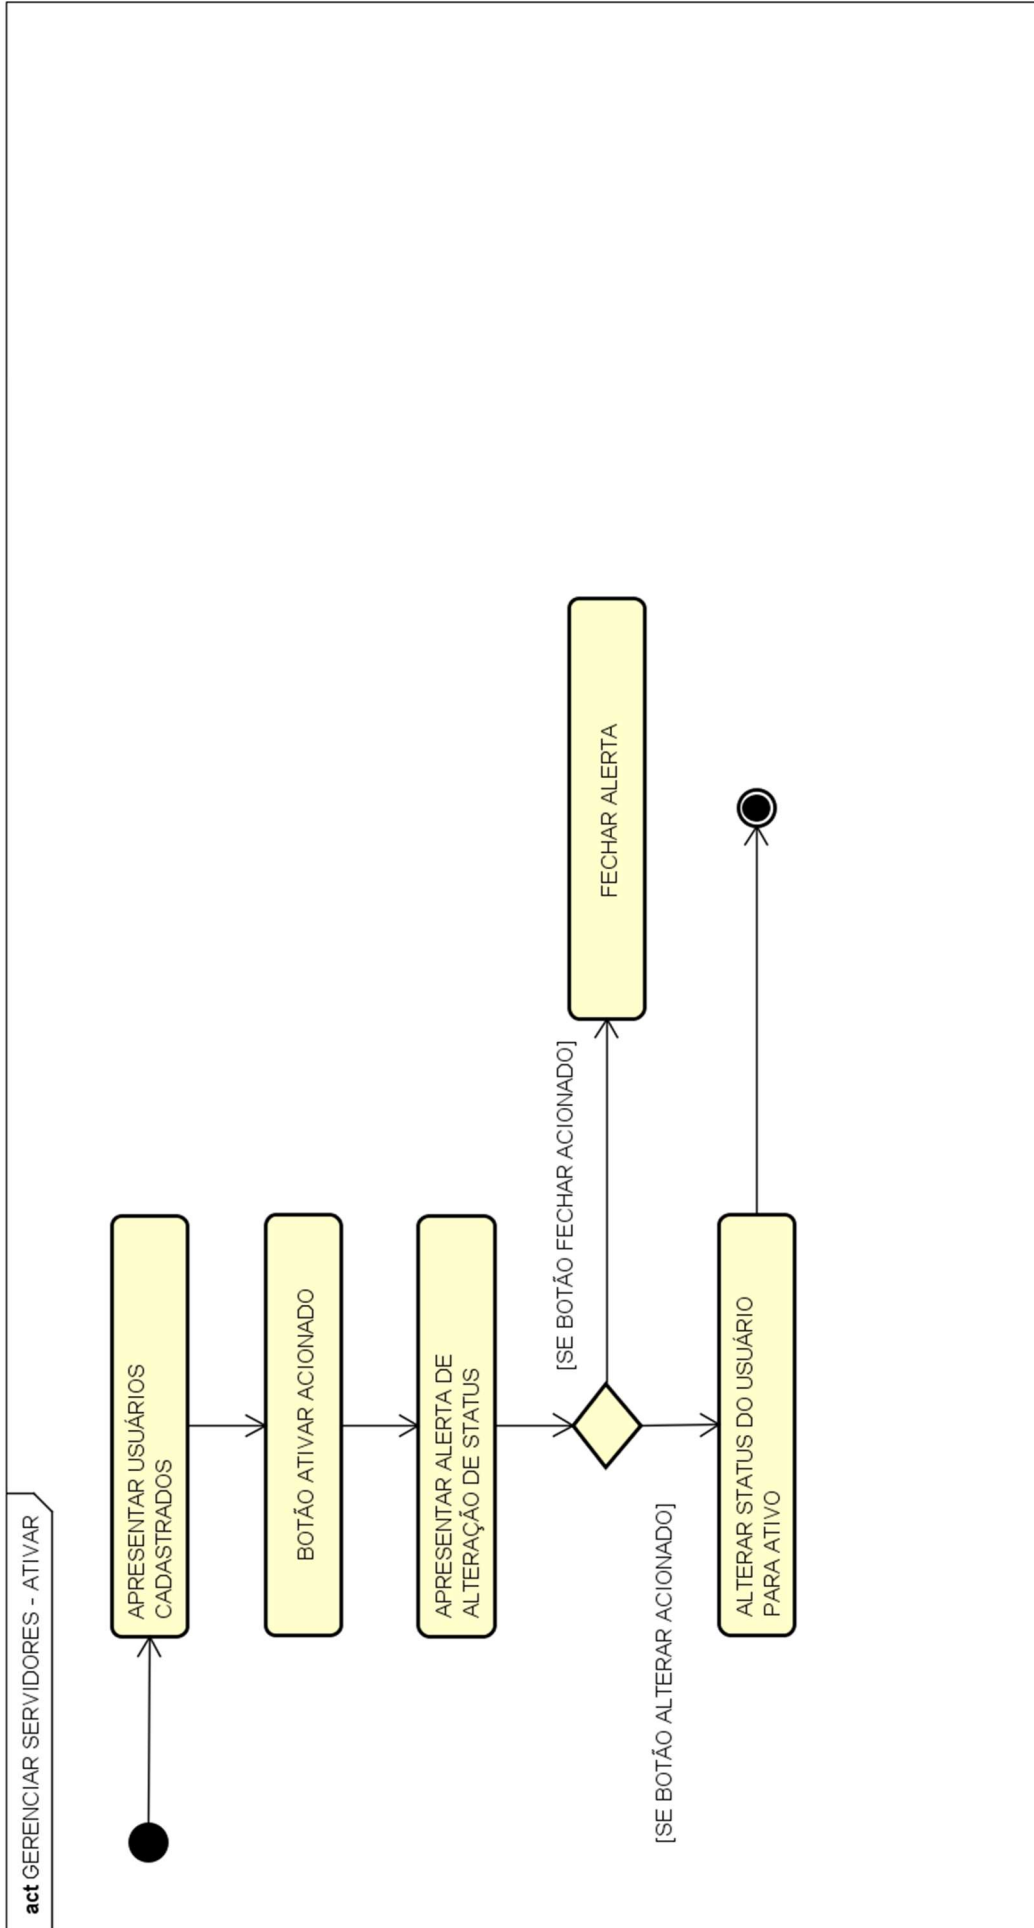 act GERENCIAR SERVIDORES - ATIVAR
APRESENTAR USUÁRIOS
CADASTRADOS
BOTÃO ATIVAR ACIONADO
APRESENTAR ALERTA DE
ALTERAÇÃO DE STATUS
[SE BOTÃO FECHAR ACIONADO]
FECHAR ALERTA
[SE BOTÃO ALTERAR ACIONADO]
ALTERAR STATUS DO USUÁRIO
PARA ATIVO